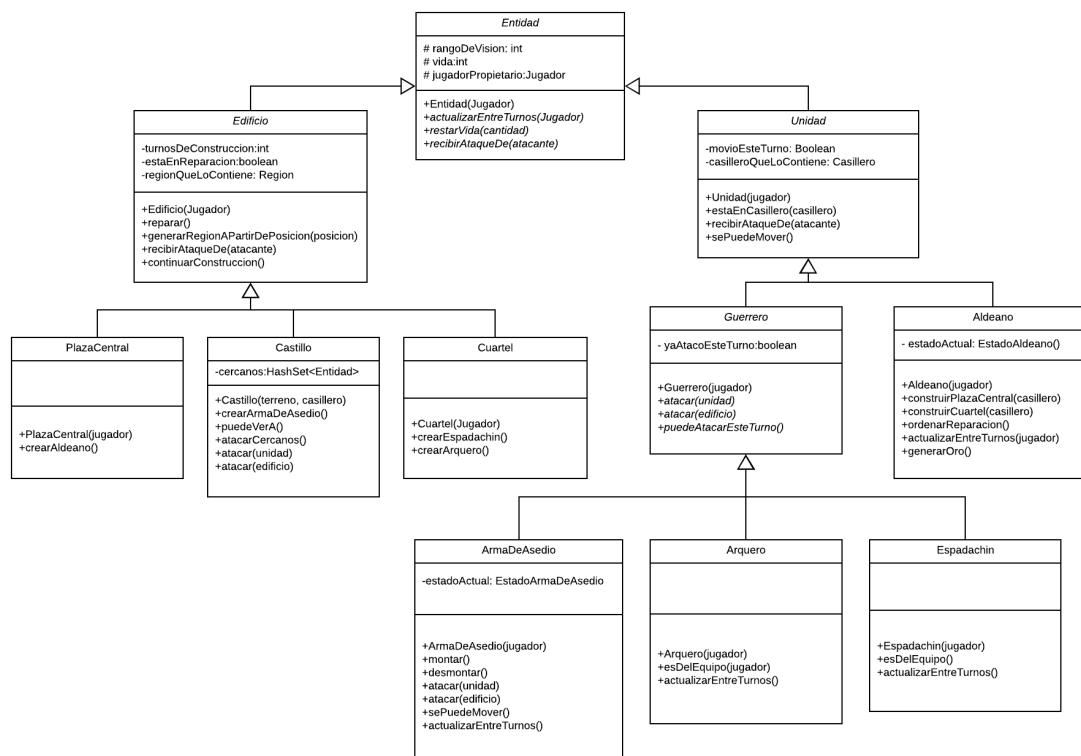 Entidad
# rangoDeVision: int
# vida:int
# jugadorPropietario:Jugador
+Entidad(Jugador)
+actualizarEntreTurnos(Jugador)
+restarVida(cantidad)
+recibirAtaqueDe(atacante)
Edificio
-turnosDeConstruccion:int
-estaEnReparacion:boolean
-regionQueLoContiene: Region
+Edificio(Jugador)
+reparar()
+generarRegionAPartirDePosicion(posicion)
+recibirAtaqueDe(atacante)
+continuarConstruccion()
Unidad
-movioEsteTurno: Boolean
-casilleroQueLoContiene: Casillero
+Unidad(jugador)
+estaEnCasillero(casillero)
+recibirAtaqueDe(atacante)
+sePuedeMover()
PlazaCentral
+PlazaCentral(jugador)
+crearAldeano()
Castillo
-cercanos:HashSet<Entidad>
+Castillo(terreno, casillero)
+crearArmaDeAsedio()
+puedeVerA()
+atacarCercanos()
+atacar(unidad)
+atacar(edificio)
Cuartel
+Cuartel(Jugador)
+crearEspadachin()
+crearArquero()
Guerrero
- yaAtacoEsteTurno:boolean
+Guerrero(jugador)
+atacar(unidad)
+atacar(edificio)
+puedeAtacarEsteTurno()
Aldeano
- estadoActual: EstadoAldeano()
+Aldeano(jugador)
+construirPlazaCentral(casillero)
+construirCuartel(casillero)
+ordenarReparacion()
+actualizarEntreTurnos(jugador)
+generarOro()
ArmaDeAsedio
-estadoActual: EstadoArmaDeAsedio
+ArmaDeAsedio(jugador)
+montar()
+desmontar()
+atacar(unidad)
+atacar(edificio)
+sePuedeMover()
+actualizarEntreTurnos()
Arquero
+Arquero(jugador)
+esDelEquipo(jugador)
+actualizarEntreTurnos()
Espadachin
+Espadachin(jugador)
+esDelEquipo()
+actualizarEntreTurnos()